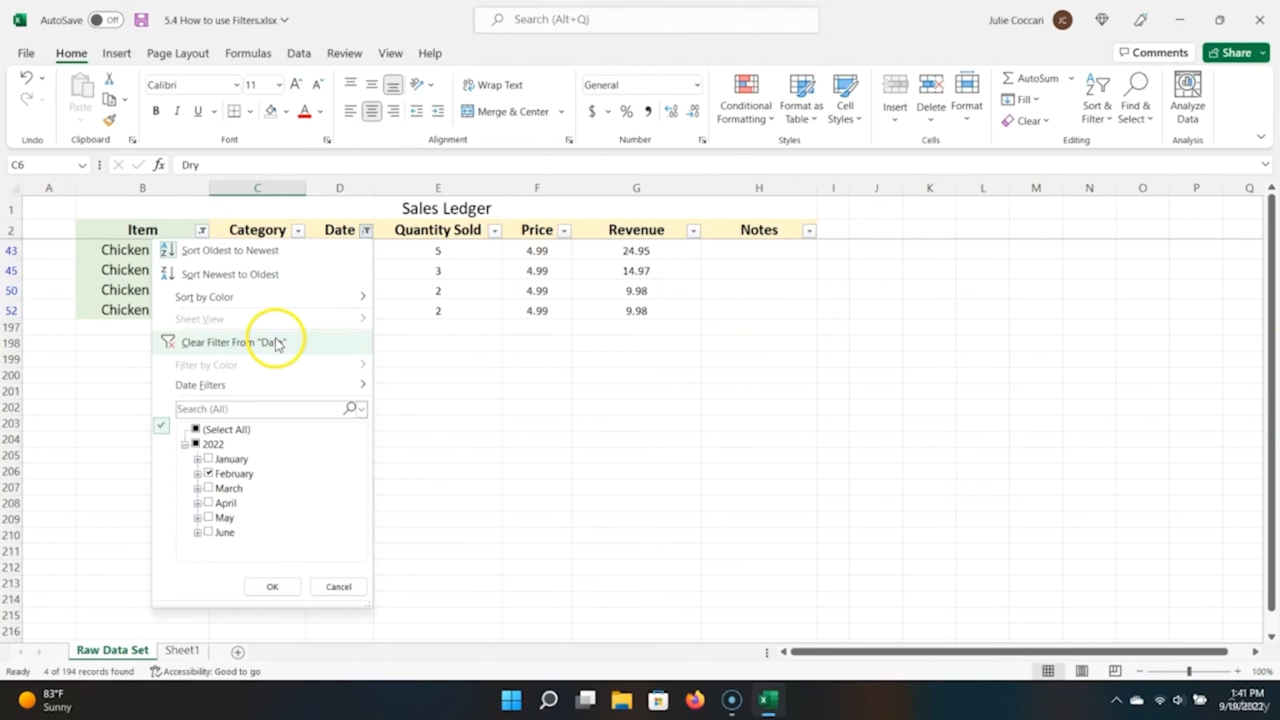 AutoSave Off 5.4 How to use Filters.xlsx Search (Alt+Q) Julie Coccari JC
File Home Insert Page Layout Formulas Data Review View Help Comments Share
Calibri 11 Wrap Text General AutoSum
Paste B I U Merge & Center $ % Conditional Formatting Format as Table Cell Styles Insert Delete Format Fill Sort & Filter Find & Select Analyze Data
Clear
Undo Clipboard Font Alignment Number Styles Cells Editing Analysis
C6 fx Dry
A B C D E F G H I J K L M N O P Q
1 Sales Ledger
2 Item Category Date Quantity Sold Price Revenue Notes
43 Chicken 5 4.99 24.95
45 Chicken 3 4.99 14.97
50 Chicken 2 4.99 9.98
52 Chicken 2 4.99 9.98
197
198
199
200
201
202
203
204
205
206
207
208
209
210
211
212
213
214
215
216
Sort Oldest to Newest
Sort Newest to Oldest
Sort by Color
Sheet View
Clear Filter From "Date"
Filter by Color
Date Filters
Search (All)
(Select All)
2022
January
February
March
April
May
June
OK Cancel
Raw Data Set Sheet1
Ready 4 of 194 records found Accessibility: Good to go 100%
83°F
Sunny
1:41 PM
9/19/2022